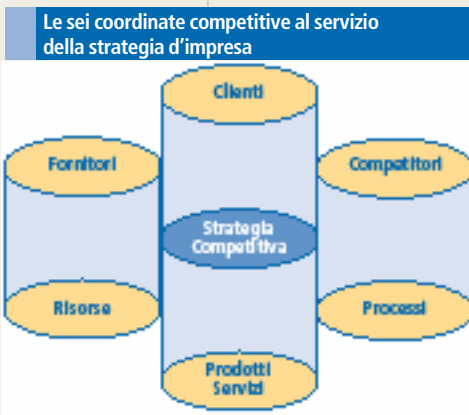 Le sei coordinate competitive al servizio
della strategia d’impresa
Clienti
Fornitori
Competitori
Strategia
Competitiva
Risorse
Processi
Prodotti
Servizi